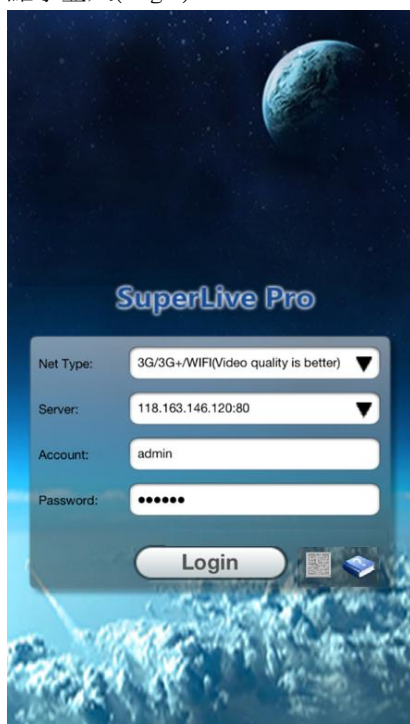 SuperLive Pro
Net Type: 3G/3G+/WIFI(Video quality is better)
Server: 118.163.146.120:80
Account: admin
Password: ●●●●●●
Login